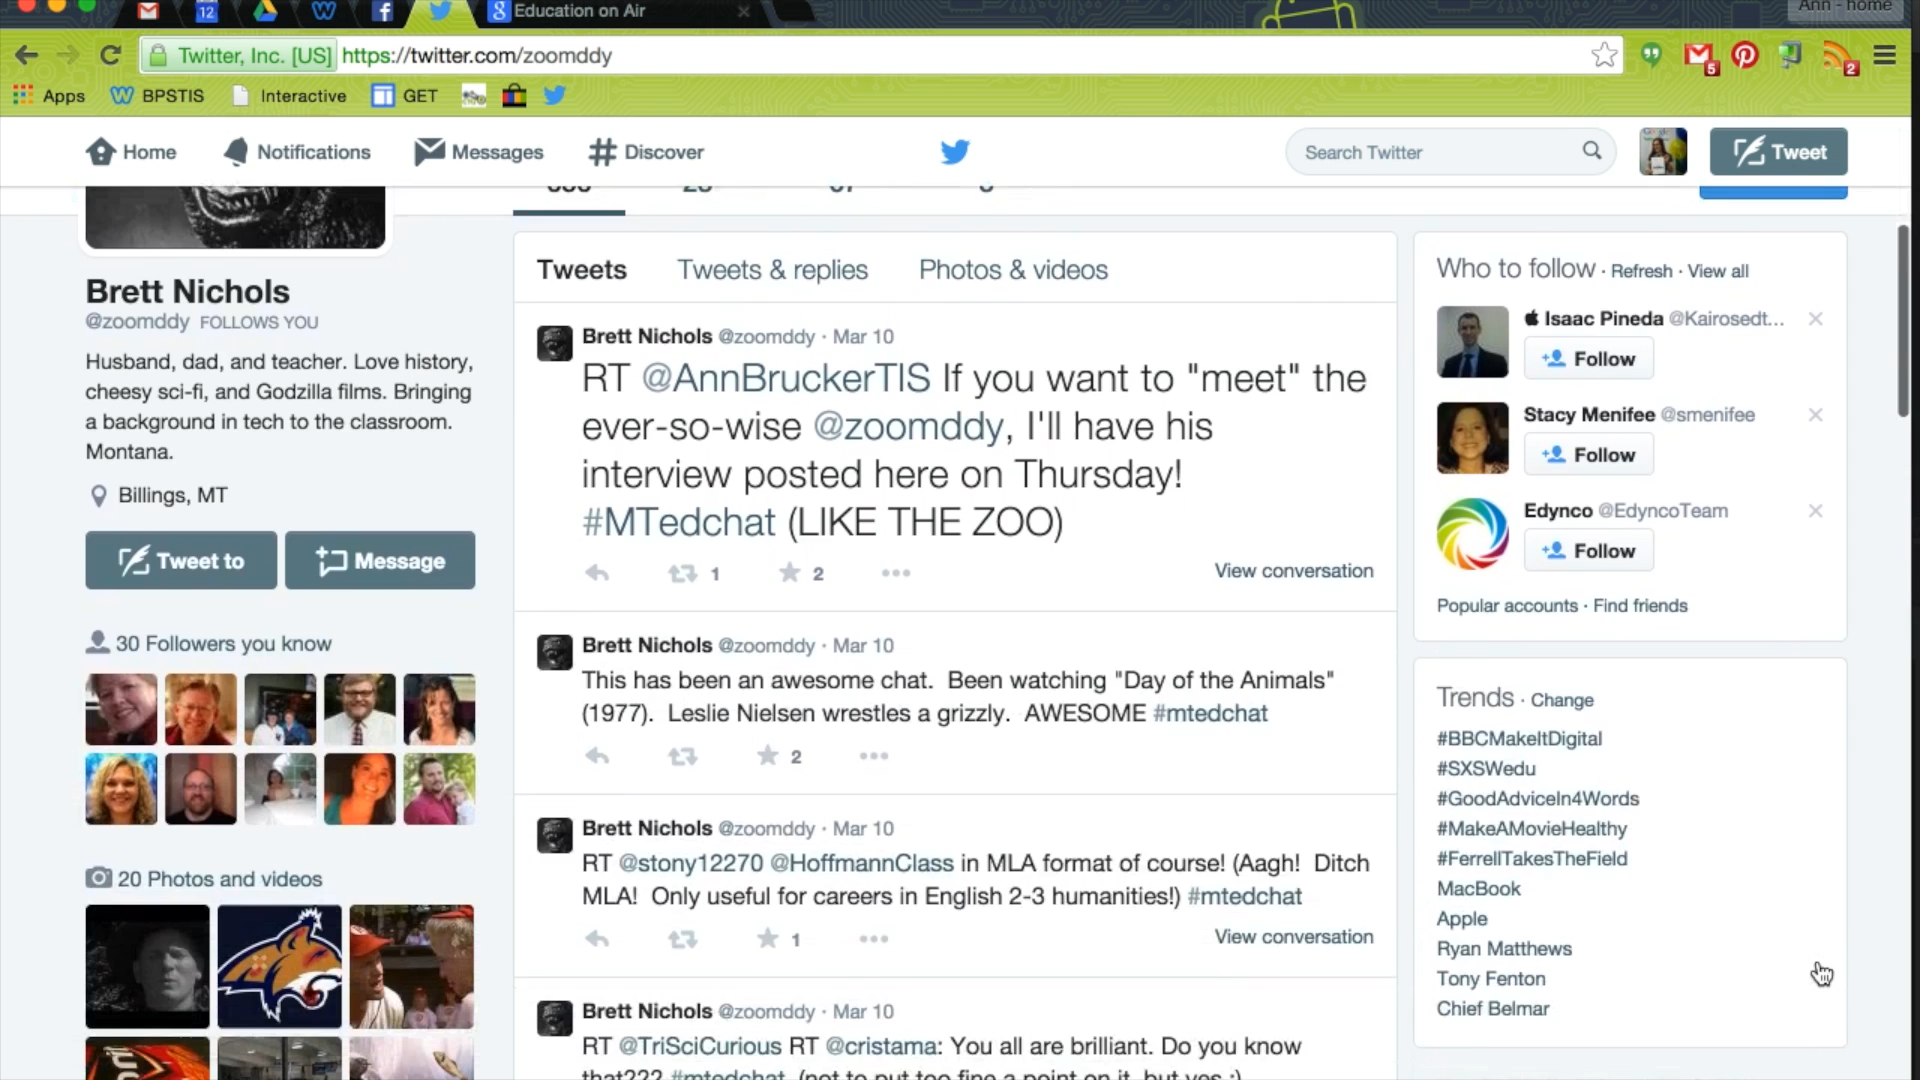 12
Education on Air
Ann - home
Twitter, Inc. [US]
https://twitter.com/zoomddy
5
2
Apps
BPSTIS
Interactive
GET
Home
Notifications
Messages
Discover
Search Twitter
Tweet
Brett Nichols
@zoomddy FOLLOWS YOU
Husband, dad, and teacher. Love history,
cheesy sci-fi, and Godzilla films. Bringing
a background in tech to the classroom.
Montana.
Billings, MT
Tweet to
Message
30 Followers you know
20 Photos and videos
Tweets
Tweets & replies
Photos & videos
Brett Nichols @zoomddy · Mar 10
RT @AnnBruckerTIS If you want to "meet" the
ever-so-wise @zoomddy, I'll have his
interview posted here on Thursday!
#MTedchat (LIKE THE ZOO)
1
2
View conversation
Brett Nichols @zoomddy · Mar 10
This has been an awesome chat. Been watching "Day of the Animals"
(1977). Leslie Nielsen wrestles a grizzly. AWESOME #mtedchat
2
Brett Nichols @zoomddy · Mar 10
RT @stony12270 @HoffmannClass in MLA format of course! (Aagh! Ditch
MLA! Only useful for careers in English 2-3 humanities!) #mtedchat
1
View conversation
Brett Nichols @zoomddy · Mar 10
RT @TriSciCurious RT @cristama: You all are brilliant. Do you know
that??? #mtedchat (not to put too fine a point on it, but yes :)
Who to follow · Refresh · View all
Isaac Pineda @Kairosedt...
Follow
Stacy Menifee @smenifee
Follow
Edynco @EdyncoTeam
Follow
Popular accounts · Find friends
Trends · Change
#BBCMakeItDigital
#SXSWedu
#GoodAdviceIn4Words
#MakeAMovieHealthy
#FerrellTakesTheField
MacBook
Apple
Ryan Matthews
Tony Fenton
Chief Belmar